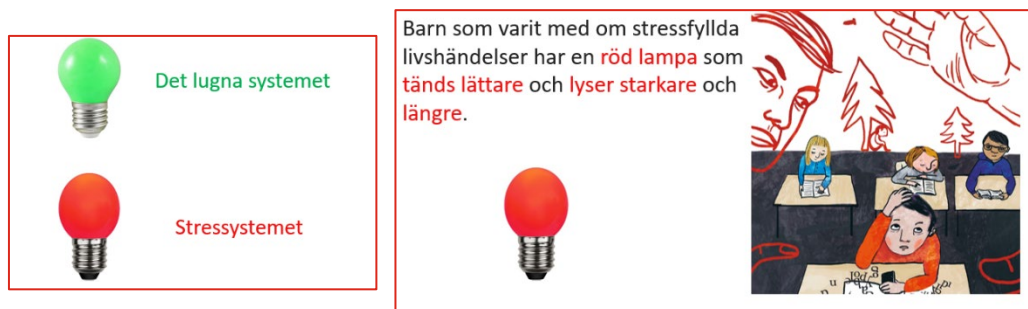 Det lugna systemet
Stressystemet
Barn som varit med om stressfyllda
livshändelser har en röd lampa som
tänds lättare och lyser starkare och
längre.